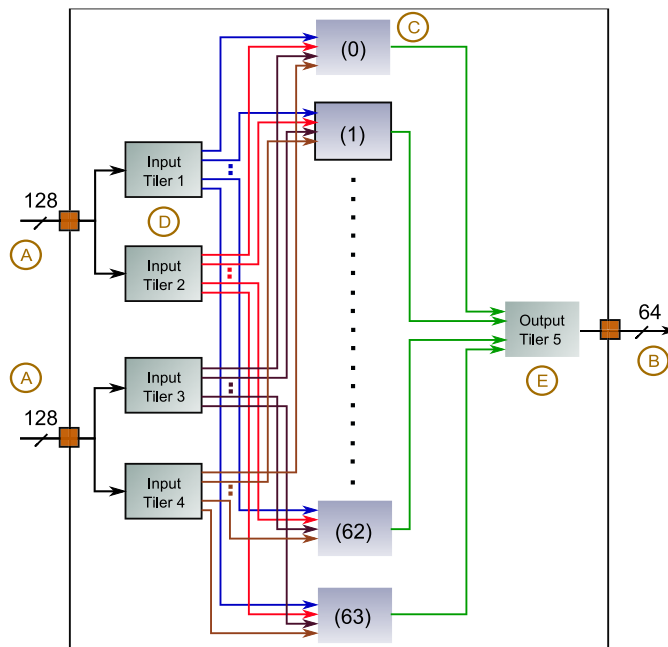 C
(0)
Input
Tiler 1
(1)
128
D
A
Input
Tiler 2
Output
Tiler 5
64
B
A
E
Input
Tiler 3
128
Input
Tiler 4
(62)
(63)